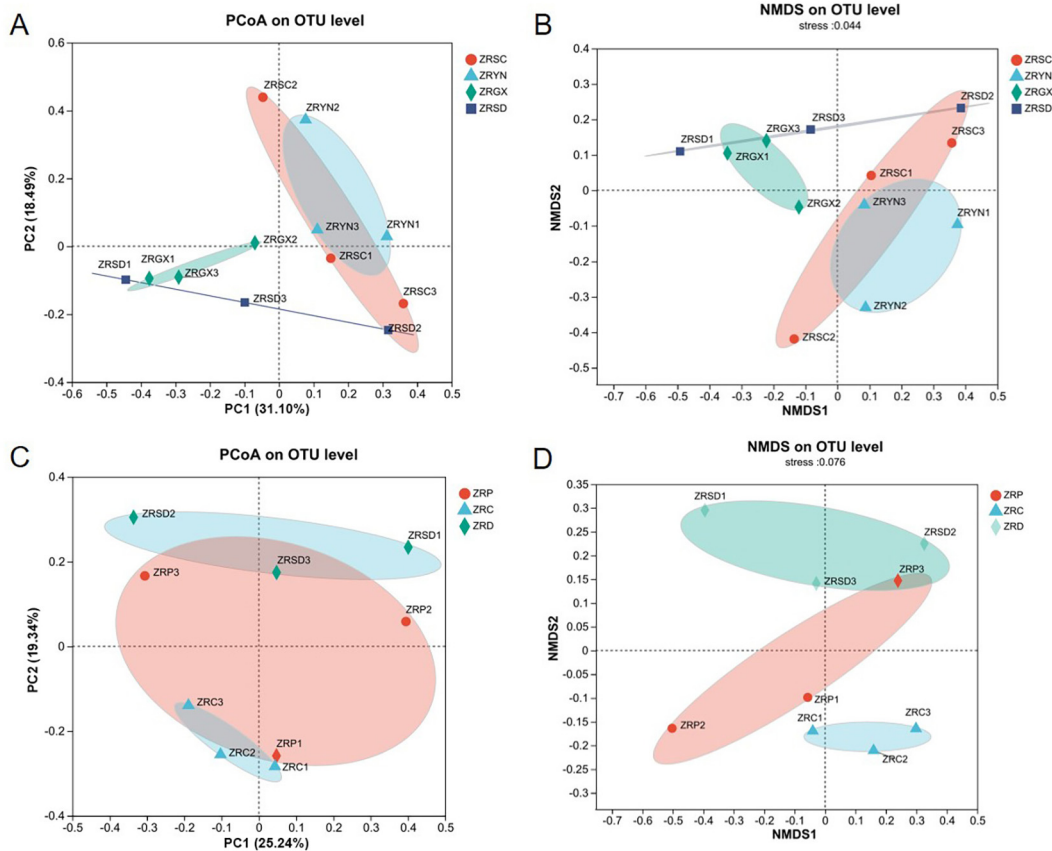 A
PCoA on OTU level
ZRSC
ZRYN
ZRGX
ZRSD
ZRSC2
ZRYN2
ZRYN3
ZRYN1
ZRSC1
ZRGX2
ZRSD1
ZRGX1
ZRGX3
ZRSD3
ZRSC3
ZRSD2
PC2 (18.49%)
0.6
0.4
0.2
0
-0.2
-0.4
-0.6 -0.5 -0.4 -0.3 -0.2 -0.1 0 0.1 0.2 0.3 0.4 0.5
PC1 (31.10%)
B
NMDS on OTU level
stress :0.044
ZRSC
ZRYN
ZRGX
ZRSD
ZRSD2
ZRSD3
ZRSC3
ZRSD1
ZRGX3
ZRGX1
ZRSC1
ZRGX2
ZRYN3
ZRYN1
ZRYN2
ZRSC2
NMDS2
0.4
0.3
0.2
0.1
0
-0.1
-0.2
-0.3
-0.4
-0.5
-0.7 -0.6 -0.5 -0.4 -0.3 -0.2 -0.1 0 0.1 0.2 0.3 0.4 0.5
NMDS1
C
PCoA on OTU level
ZRP
ZRC
ZRD
ZRSD2
ZRSD1
ZRSD3
ZRP3
ZRP2
ZRC3
ZRC2
ZRP1
ZRC1
PC2 (19.34%)
0.4
0.2
0
-0.2
-0.4
-0.5 -0.4 -0.3 -0.2 -0.1 0 0.1 0.2 0.3 0.4 0.5
PC1 (25.24%)
D
NMDS on OTU level
stress :0.076
ZRP
ZRC
ZRD
ZRSD1
ZRSD2
ZRP3
ZRSD3
ZRP1
ZRP2
ZRC1
ZRC3
ZRC2
NMDS2
0.35
0.3
0.25
0.2
0.15
0.1
0.05
0
-0.05
-0.1
-0.15
-0.2
-0.25
-0.3
-0.7 -0.6 -0.5 -0.4 -0.3 -0.2 -0.1 0 0.1 0.2 0.3 0.4 0.5
NMDS1